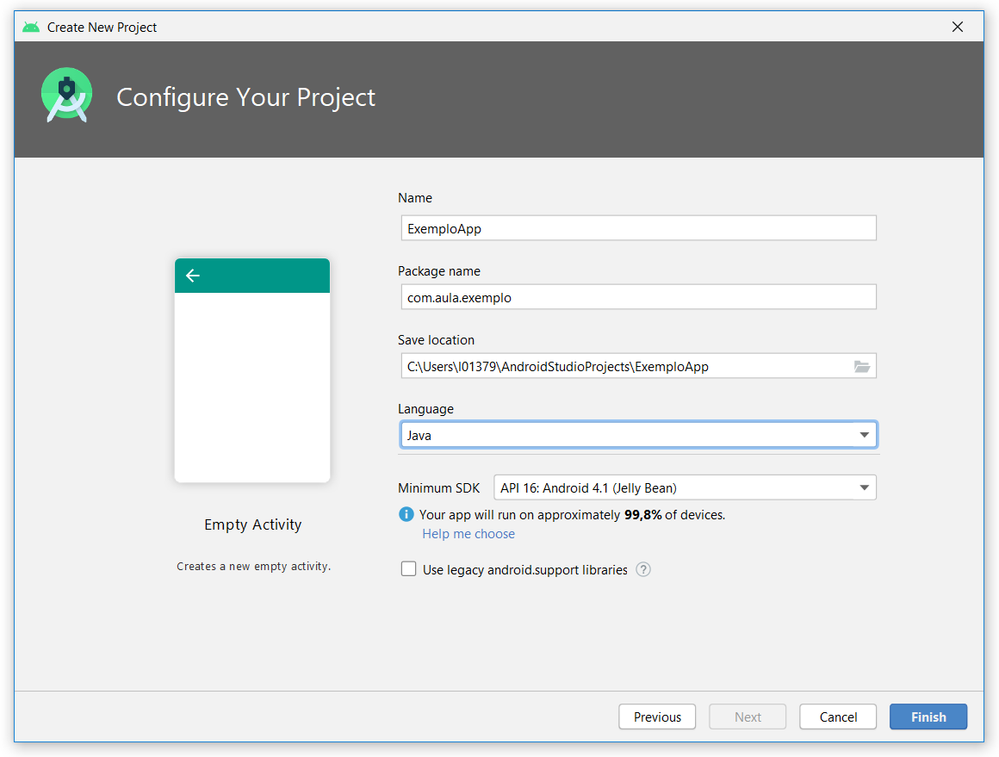 Create New Project
Configure Your Project
Name
ExemploApp
Package name
com.aula.exemplo
Save location
C:\Users\I01379\AndroidStudioProjects\ExemploApp
Language
Java
Minimum SDK API 16: Android 4.1 (Jelly Bean)
Your app will run on approximately 99,8% of devices.
Help me choose
Use legacy android.support libraries ?
Empty Activity
Creates a new empty activity.
Previous Next Cancel Finish